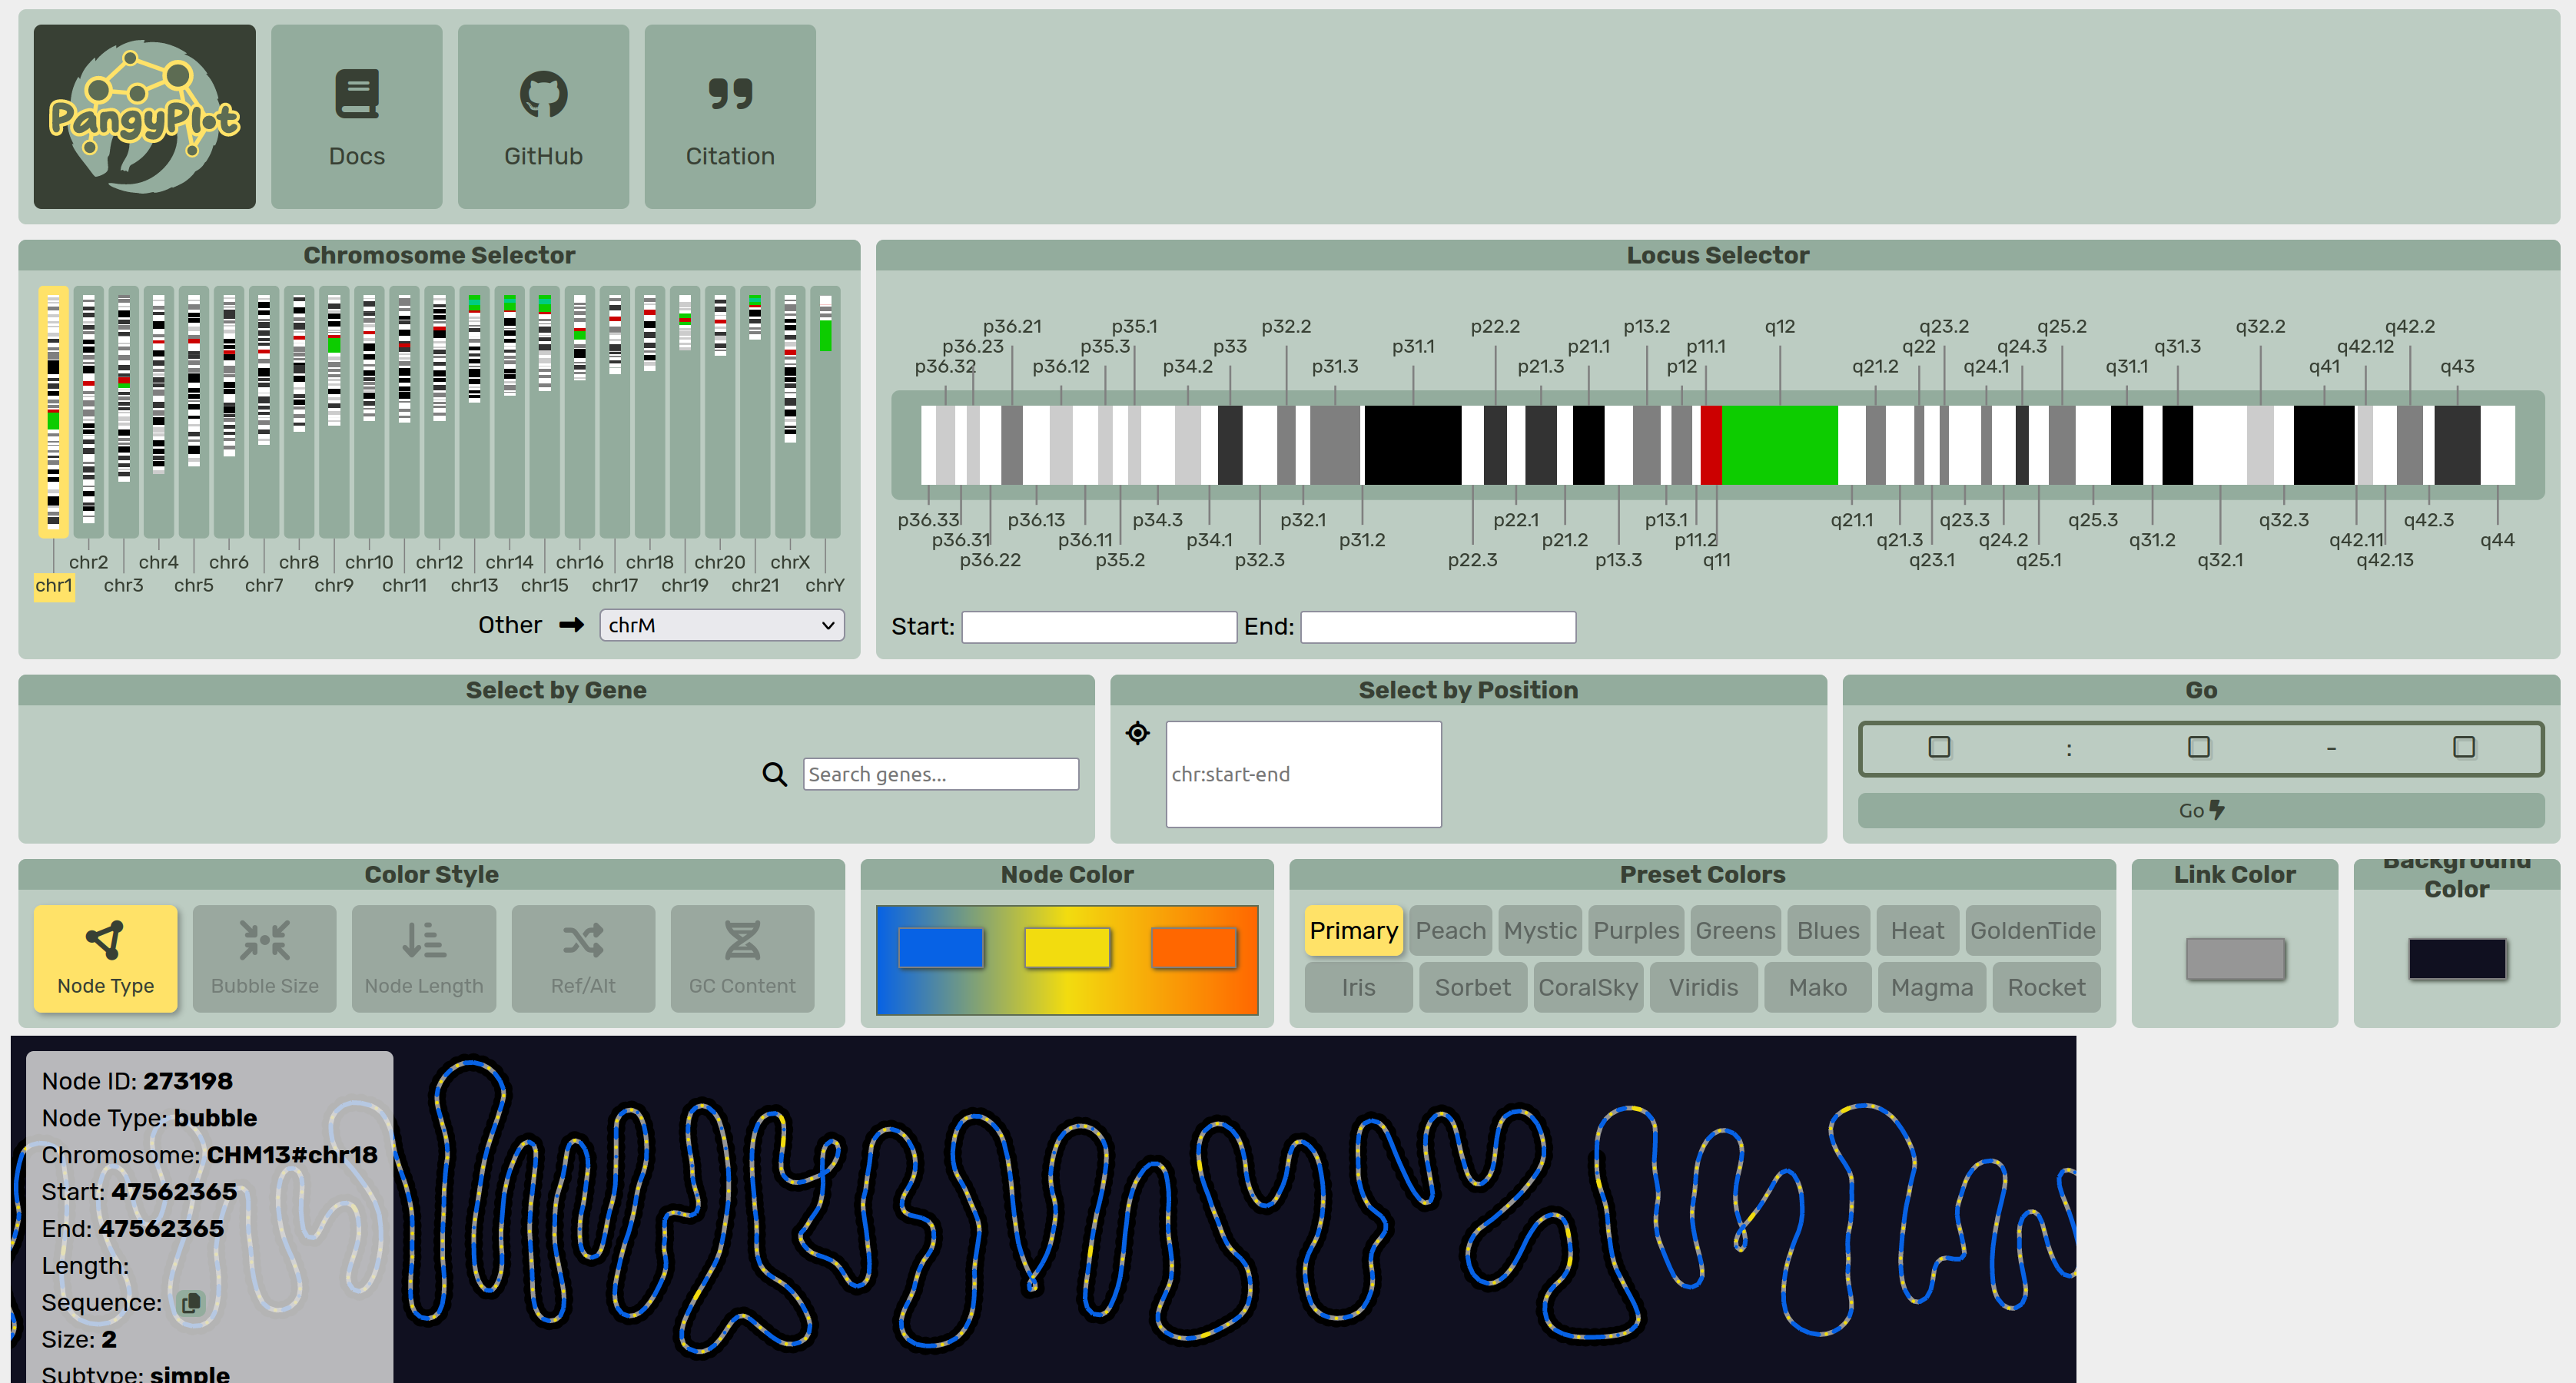 PangyPlot
Docs
GitHub
Citation
Chromosome Selector
chr2 chr4 chr6 chr8 chr10 chr12 chr14 chr16 chr18 chr20 chrX
chr1 chr3 chr5 chr7 chr9 chr11 chr13 chr15 chr17 chr19 chr21 chrY
Other
chrM
Locus Selector
p36.21 p35.1 p32.2 p22.2 p13.2 q12 q23.2 q25.2 q32.2 q42.2
p36.23 p35.3 p33 p31.1 p21.1 p11.1 q22 q24.3 q31.3 q42.12
p36.32 p36.12 p34.2 p31.3 p21.3 p12 q21.2 q24.1 q31.1 q41 q43
p36.33 p36.13 p34.3 p32.1 p22.1 p13.1 q21.1 q23.3 q25.3 q32.3 q42.3
p36.31 p36.11 p34.1 p31.2 p21.2 p11.2 q21.3 q24.2 q31.2 q42.11 q44
p36.22 p35.2 p32.3 p22.3 p13.3 q11 q23.1 q25.1 q32.1 q42.13
Start:
End:
Select by Gene
Search genes...
Select by Position
chr:start-end
Go
: -
Go
Color Style
Node Type
Bubble Size
Node Length
Ref/Alt
GC Content
Node Color
Preset Colors
Primary Peach Mystic Purples Greens Blues Heat GoldenTide
Iris Sorbet CoralSky Viridis Mako Magma Rocket
Link Color
Background
Color
Node ID: 273198
Node Type: bubble
Chromosome: CHM13#chr18
Start: 47562365
End: 47562365
Length:
Sequence:
Size: 2
Subtype: simple